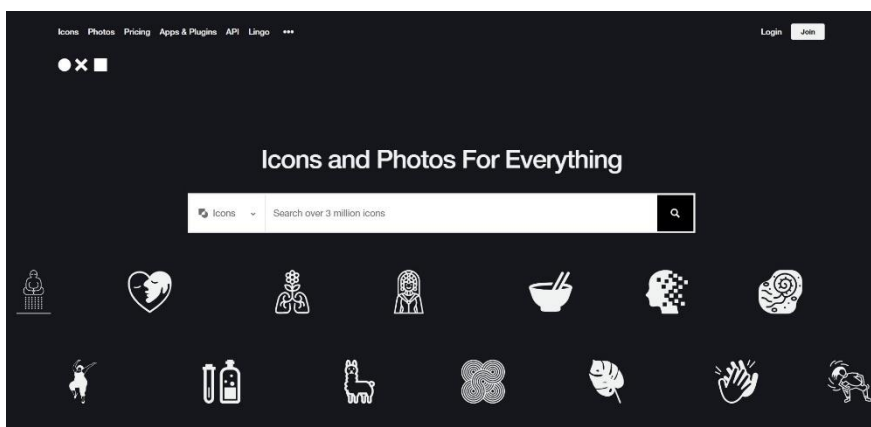 Icons Photos Pricing Apps & Plugins API Lingo •••
Login Join
Icons and Photos For Everything
Icons Search over 3 million icons